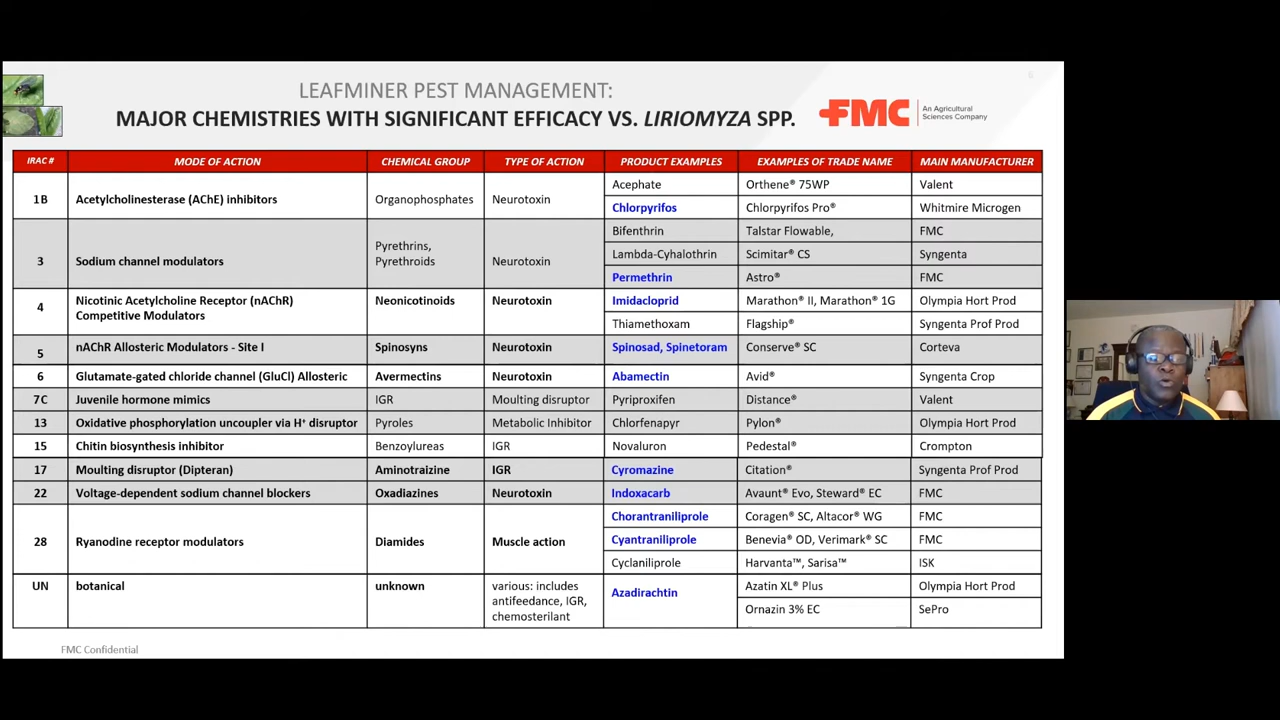 6
LEAFMINER PEST MANAGEMENT:
MAJOR CHEMISTRIES WITH SIGNIFICANT EFFICACY VS. LIRIOMYZA SPP.
FMC An Agricultural
Sciences Company
IRAC # MODE OF ACTION CHEMICAL GROUP TYPE OF ACTION PRODUCT EXAMPLES EXAMPLES OF TRADE NAME MAIN MANUFACTURER
1B Acetylcholinesterase (AChE) inhibitors Organophosphates Neurotoxin Acephate Orthene® 75WP Valent
Chlorpyrifos Chlorpyrifos Pro® Whitmire Microgen
3 Sodium channel modulators Pyrethrins, Pyrethroids Neurotoxin Bifenthrin Talstar Flowable, FMC
Lambda-Cyhalothrin Scimitar® CS Syngenta
Permethrin Astro® FMC
4 Nicotinic Acetylcholine Receptor (nAChR) Competitive Modulators Neonicotinoids Neurotoxin Imidacloprid Marathon® II, Marathon® 1G Olympia Hort Prod
Thiamethoxam Flagship® Syngenta Prof Prod
5 nAChR Allosteric Modulators - Site I Spinosyns Neurotoxin Spinosad, Spinetoram Conserve® SC Corteva
6 Glutamate-gated chloride channel (GluCl) Allosteric Avermectins Neurotoxin Abamectin Avid® Syngenta Crop
7C Juvenile hormone mimics IGR Moulting disruptor Pyriproxifen Distance® Valent
13 Oxidative phosphorylation uncoupler via H⁺ disruptor Pyroles Metabolic Inhibitor Chlorfenapyr Pylon® Olympia Hort Prod
15 Chitin biosynthesis inhibitor Benzoylureas IGR Novaluron Pedestal® Crompton
17 Moulting disruptor (Dipteran) Aminotraizine IGR Cyromazine Citation® Syngenta Prof Prod
22 Voltage-dependent sodium channel blockers Oxadiazines Neurotoxin Indoxacarb Avaunt® Evo, Steward® EC FMC
28 Ryanodine receptor modulators Diamides Muscle action Chorantraniliprole Coragen® SC, Altacor® WG FMC
Cyantraniliprole Benevia® OD, Verimark® SC FMC
Cyclaniliprole Harvanta™, Sarisa™ ISK
UN botanical unknown various: includes antifeedance, IGR, chemosterilant Azadirachtin Azatin XL® Plus Olympia Hort Prod
Ornazin 3% EC SePro
FMC Confidential